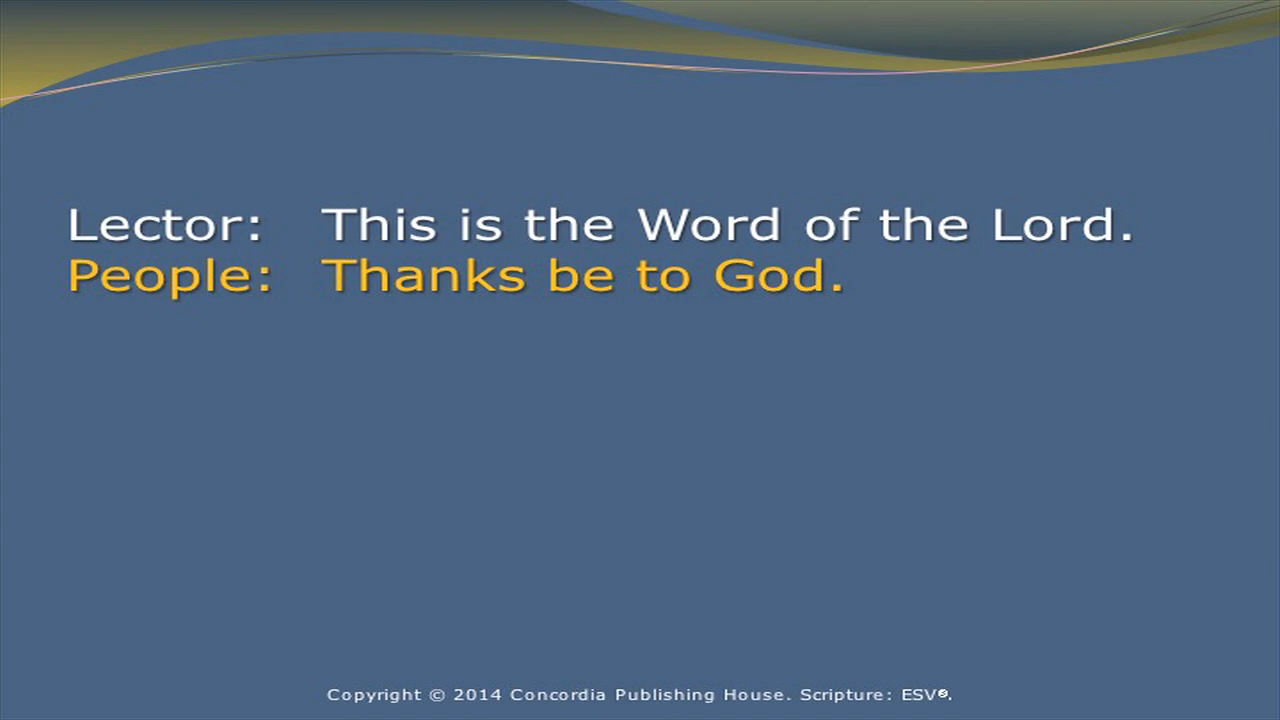 Lector: This is the Word of the Lord.
People: Thanks be to God.
Copyright © 2014 Concordia Publishing House. Scripture: ESV®.